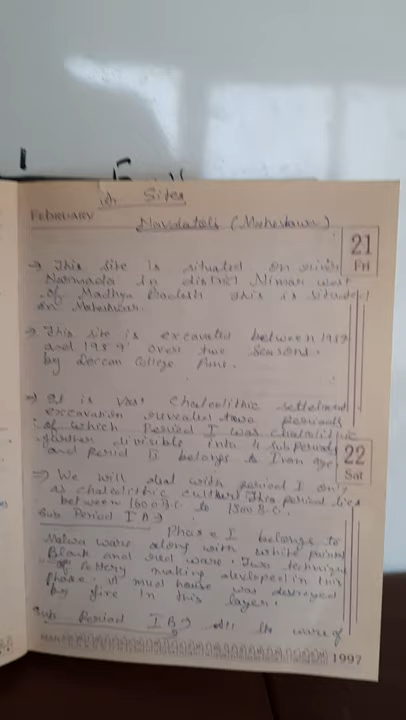 Sites
FEBRUARY
Navdatoli (Maheshwar)
21
Fri
→ This site is situated on river
Narmada in district Nimar west
of Madhya Pradesh this is situated
on Maheshwar.
→ This site is excavated between
and over two seasons.
by Deccan College Pune.
→ It is vast Chalcolithic settlement
excavation revealed two periods
of which Period I was chalcolithic
further divisible into 4 sub periods
and Period II belongs to Iron age.
22
Sat
→ We will deal with period I only
as chalcolithic culture. This period lies
between 1600 B.C. to 1300 B.C.
Sub Period I A →
Phase I belongs to
Malwa ware along with white painted
Black and red ware. Two technique
of Pottery making developed in this
Phase. A mud house was destroyed
by fire in this layer.
Sub Period I B → All the ware of
1997